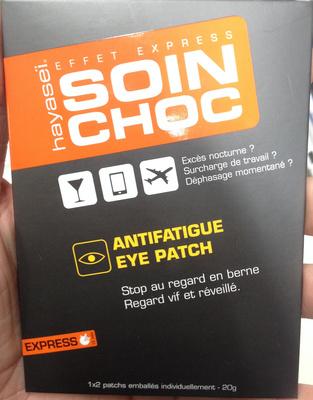 hayasei.
EFFET EXPRESS
SOIN
CHOC
Excès nocturne ?
Surcharge de travail ?
Déphasage momentané ?
ANTIFATIGUE
EYE PATCH
Stop au regard en berne
Regard vif et réveillé.
EXPRESS
1x2 patchs emballés individuellement - 20g